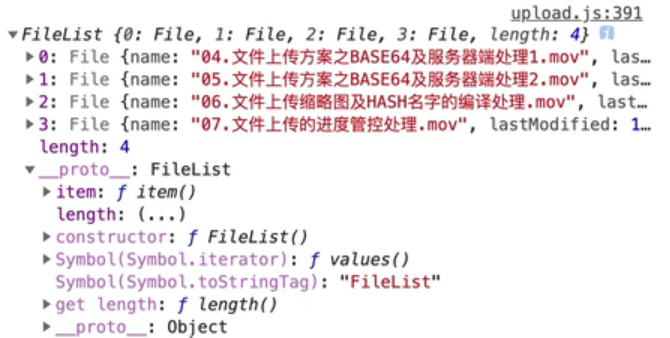 upload.js:391
▼FileList {0: File, 1: File, 2: File, 3: File, length: 4} i
▶0: File {name: "04.文件上传方案之BASE64及服务器端处理1.mov", las…
▶1: File {name: "05.文件上传方案之BASE64及服务器端处理2.mov", las…
▶2: File {name: "06.文件上传缩略图及HASH名字的编译处理.mov", last…
▶3: File {name: "07.文件上传的进度管控处理.mov", lastModified: 1…
length: 4
▼__proto__: FileList
▶item: ƒ item()
length: (...)
▶constructor: ƒ FileList()
▶Symbol(Symbol.iterator): ƒ values()
Symbol(Symbol.toStringTag): "FileList"
▶get length: ƒ length()
▶__proto__: Object